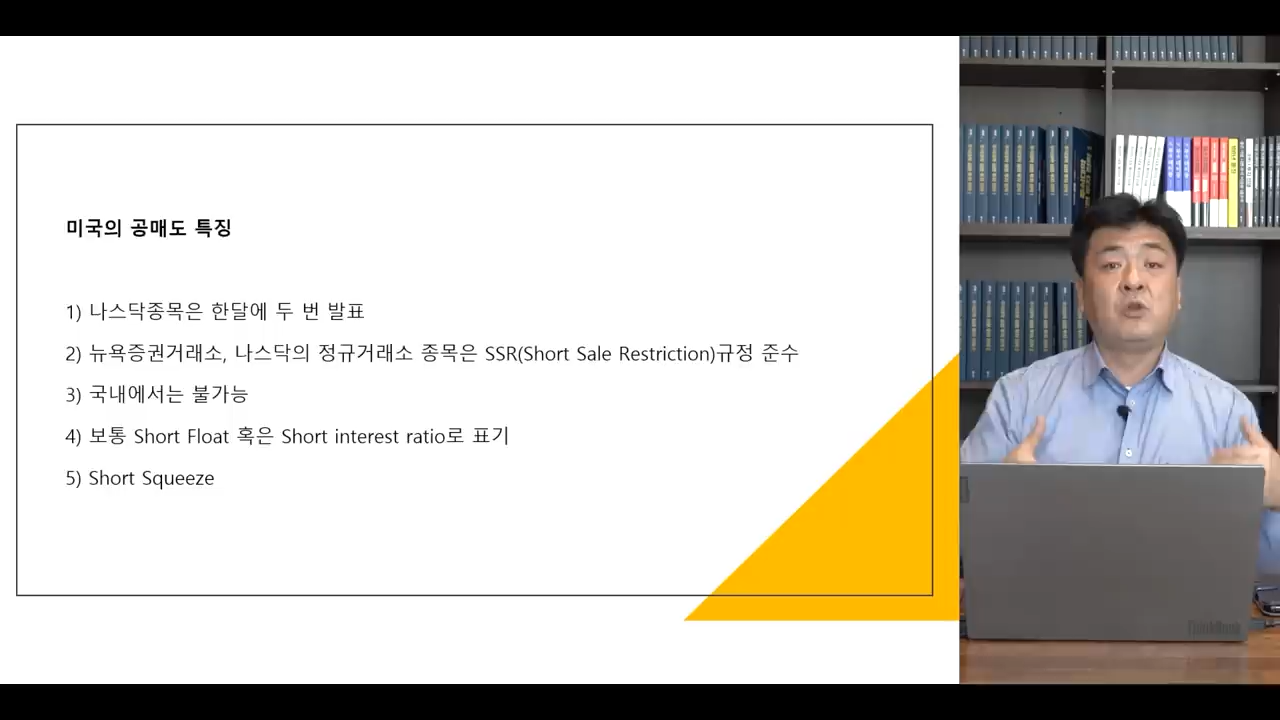 미국의 공매도 특징
1) 나스닥종목은 한달에 두 번 발표
2) 뉴욕증권거래소, 나스닥의 정규거래소 종목은 SSR(Short Sale Restriction)규정 준수
3) 국내에서는 불가능
4) 보통 Short Float 혹은 Short interest ratio로 표기
5) Short Squeeze
ThinkBook